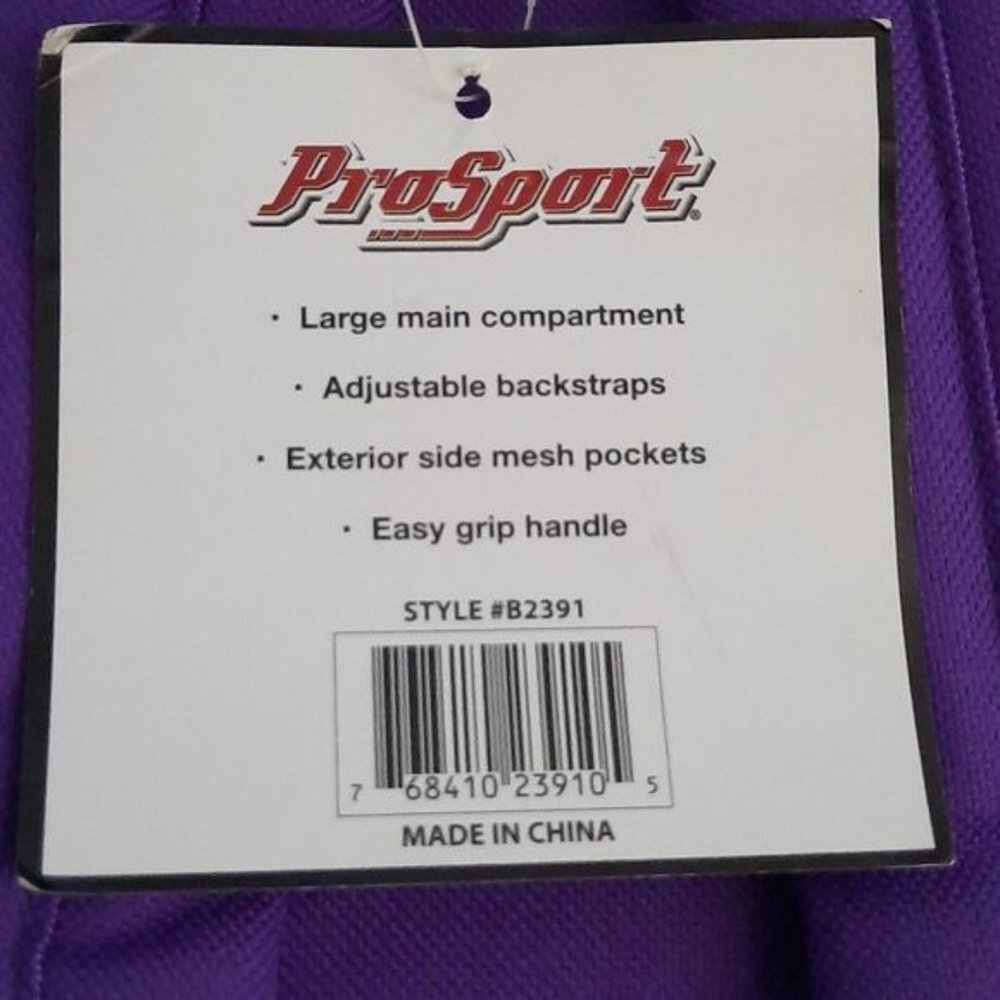 ProSport®
· Large main compartment
· Adjustable backstraps
· Exterior side mesh pockets
· Easy grip handle
STYLE #B2391
7 68410 23910 5
MADE IN CHINA